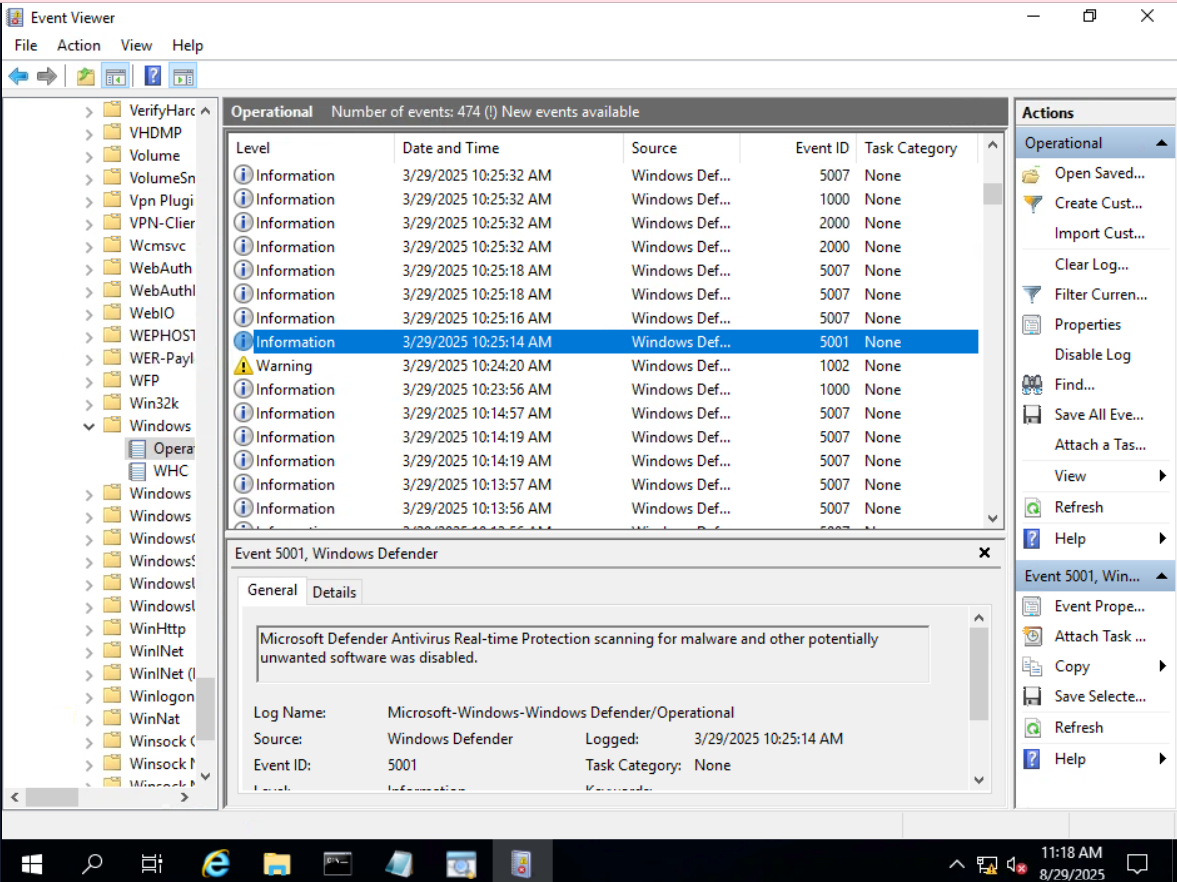 Event Viewer
File Action View Help
VerifyHarc
VHDMP
Volume
VolumeSn
Vpn Plugi
VPN-Clier
Wcmsvc
WebAuth
WebAuthI
WebIO
WEPHOST
WER-Payl
WFP
Win32k
Windows
Opera
WHC
Windows
Windows
Windows
WindowsS
WindowsU
WindowsU
WinHttp
WinINet
WinINet (
Winlogon
WinNat
Winsock
Winsock N
Operational Number of events: 474 (!) New events available
Level Date and Time Source Event ID Task Category
Information 3/29/2025 10:25:32 AM Windows Def... 5007 None
Information 3/29/2025 10:25:32 AM Windows Def... 1000 None
Information 3/29/2025 10:25:32 AM Windows Def... 2000 None
Information 3/29/2025 10:25:32 AM Windows Def... 2000 None
Information 3/29/2025 10:25:18 AM Windows Def... 5007 None
Information 3/29/2025 10:25:18 AM Windows Def... 5007 None
Information 3/29/2025 10:25:16 AM Windows Def... 5007 None
Information 3/29/2025 10:25:14 AM Windows Def... 5001 None
Warning 3/29/2025 10:24:20 AM Windows Def... 1002 None
Information 3/29/2025 10:23:56 AM Windows Def... 1000 None
Information 3/29/2025 10:14:57 AM Windows Def... 5007 None
Information 3/29/2025 10:14:19 AM Windows Def... 5007 None
Information 3/29/2025 10:14:19 AM Windows Def... 5007 None
Information 3/29/2025 10:13:57 AM Windows Def... 5007 None
Information 3/29/2025 10:13:56 AM Windows Def... 5007 None
Event 5001, Windows Defender
General Details
Microsoft Defender Antivirus Real-time Protection scanning for malware and other potentially
unwanted software was disabled.
Log Name: Microsoft-Windows-Windows Defender/Operational
Source: Windows Defender Logged: 3/29/2025 10:25:14 AM
Event ID: 5001 Task Category: None
Actions
Operational
Open Saved...
Create Cust...
Import Cust...
Clear Log...
Filter Curren...
Properties
Disable Log
Find...
Save All Eve...
Attach a Tas...
View
Refresh
Help
Event 5001, Win...
Event Prope...
Attach Task ...
Copy
Save Selecte...
Refresh
Help
11:18 AM
8/29/2025